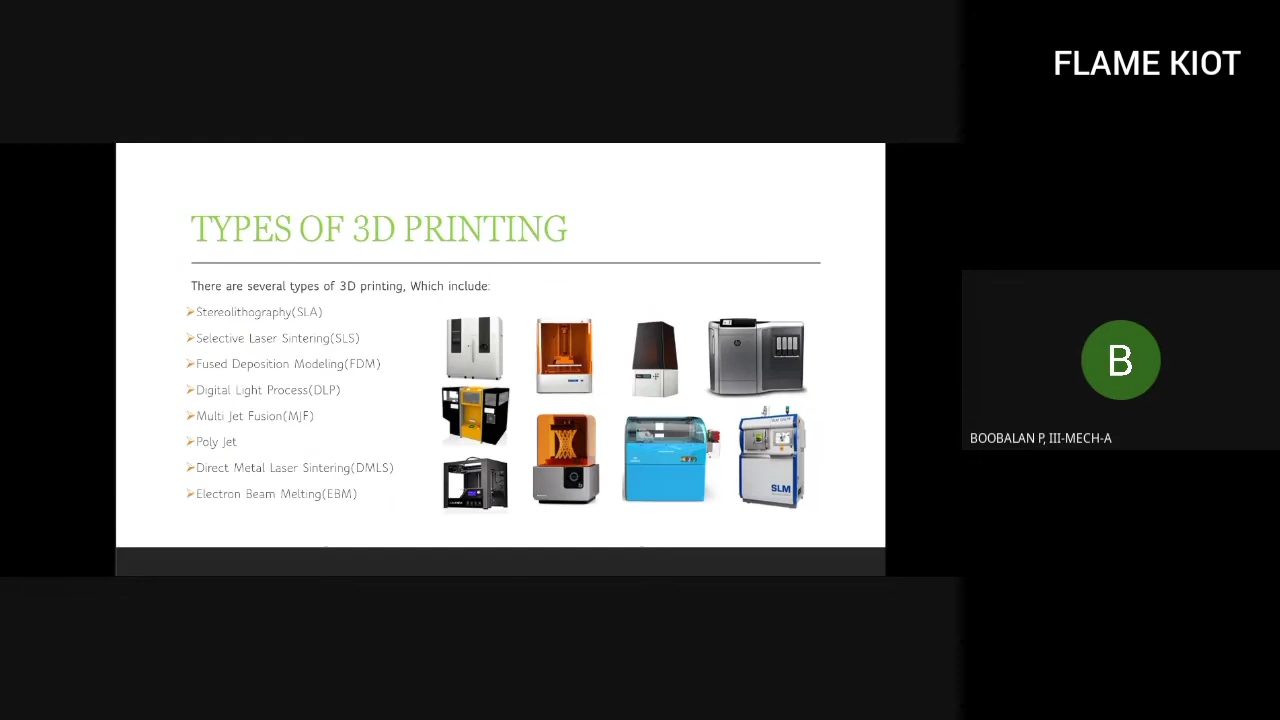 FLAME KIOT
TYPES OF 3D PRINTING
There are several types of 3D printing, Which include:
➢Stereolithography(SLA)
➢Selective Laser Sintering(SLS)
➢Fused Deposition Modeling(FDM)
➢Digital Light Process(DLP)
➢Multi Jet Fusion(MJF)
➢Poly Jet
➢Direct Metal Laser Sintering(DMLS)
➢Electron Beam Melting(EBM)
hp
SLM
B
BOOBALAN P, III-MECH-A